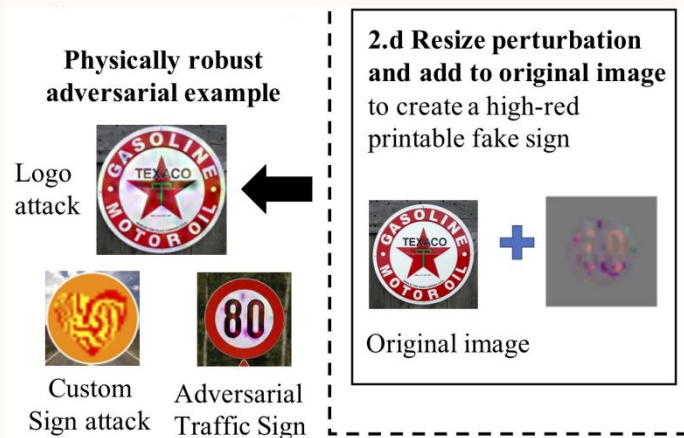 Physically robust
adversarial example
Logo
attack
GASOLINE
TEXACO
T
MOTOR OIL
80
Custom
Sign attack
Adversarial
Traffic Sign
2.d Resize perturbation
and add to original image
to create a high-red
printable fake sign
GASOLINE
TEXACO
T
MOTOR OIL
Original image